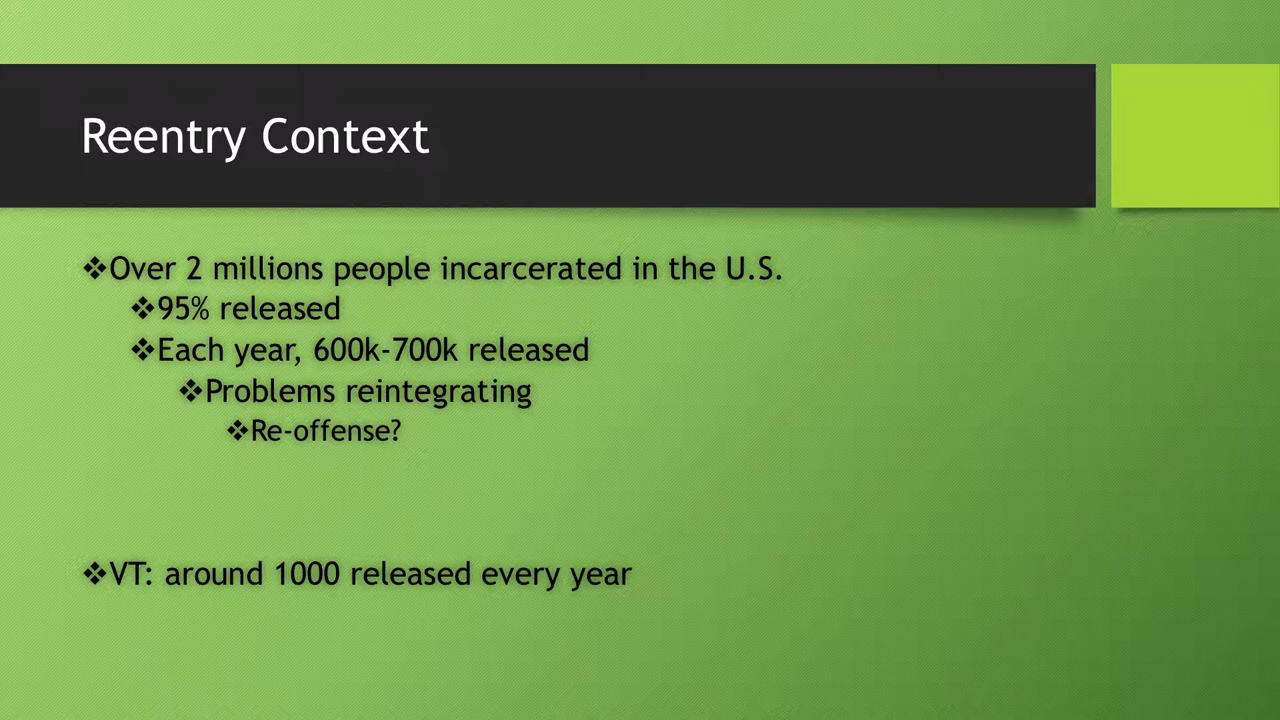 Reentry Context
❖Over 2 millions people incarcerated in the U.S.
❖95% released
❖Each year, 600k-700k released
❖Problems reintegrating
❖Re-offense?
❖VT: around 1000 released every year